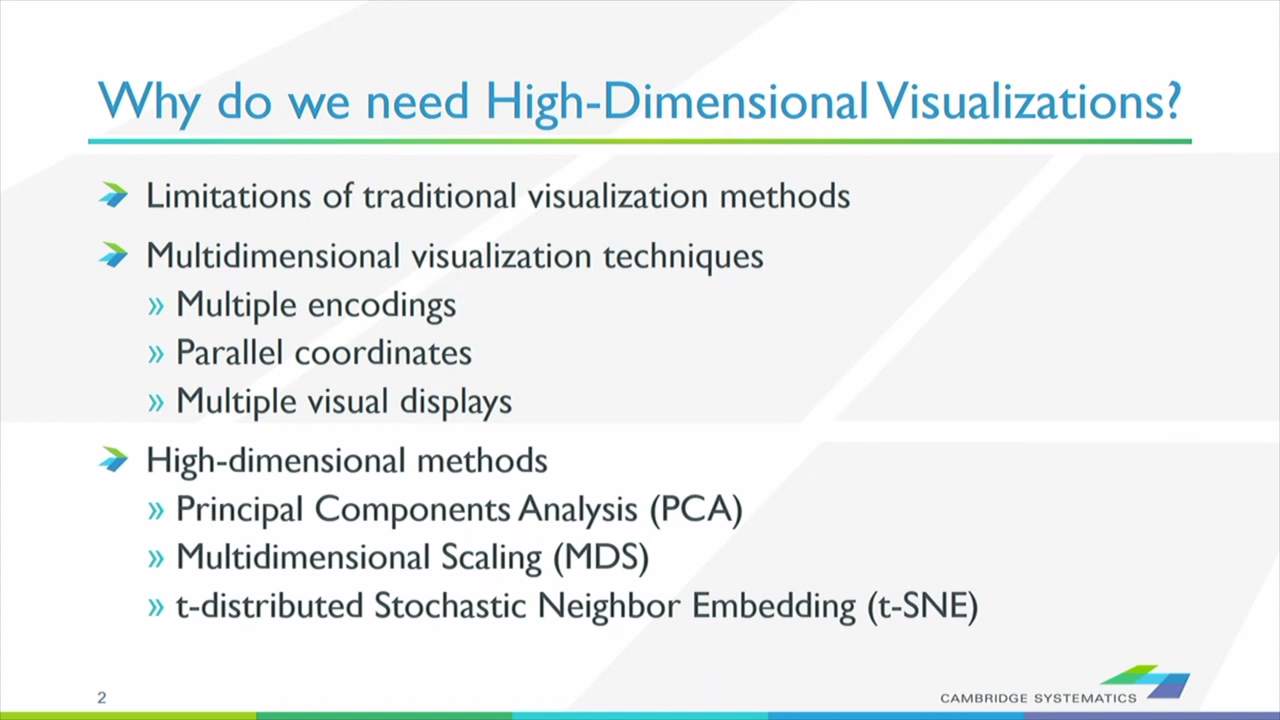 Why do we need High-Dimensional Visualizations?
Limitations of traditional visualization methods
Multidimensional visualization techniques
» Multiple encodings
» Parallel coordinates
» Multiple visual displays
High-dimensional methods
» Principal Components Analysis (PCA)
» Multidimensional Scaling (MDS)
» t-distributed Stochastic Neighbor Embedding (t-SNE)
2
CAMBRIDGE SYSTEMATICS